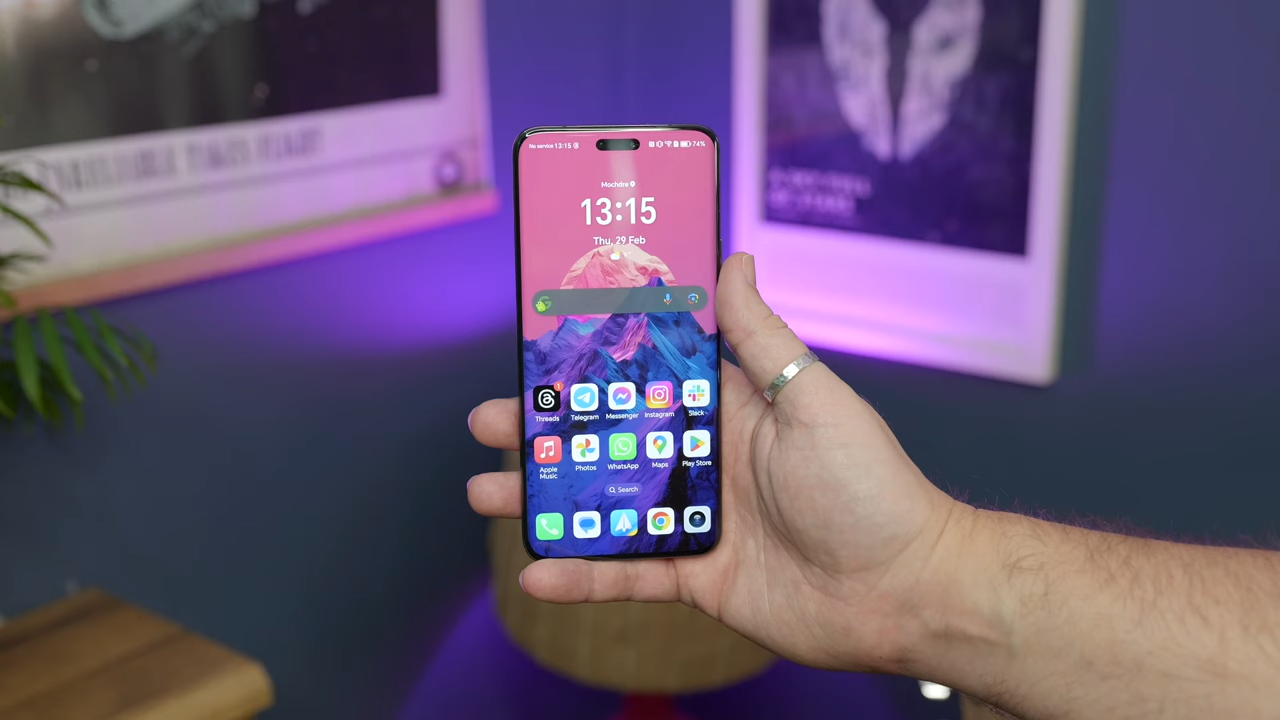 No service 13:15
74%
Mochdre
13:15
Thu, 29 Feb
1
Threads
Telegram
Messenger
Instagram
Slack
Apple Music
Photos
WhatsApp
Maps
Play Store
Search